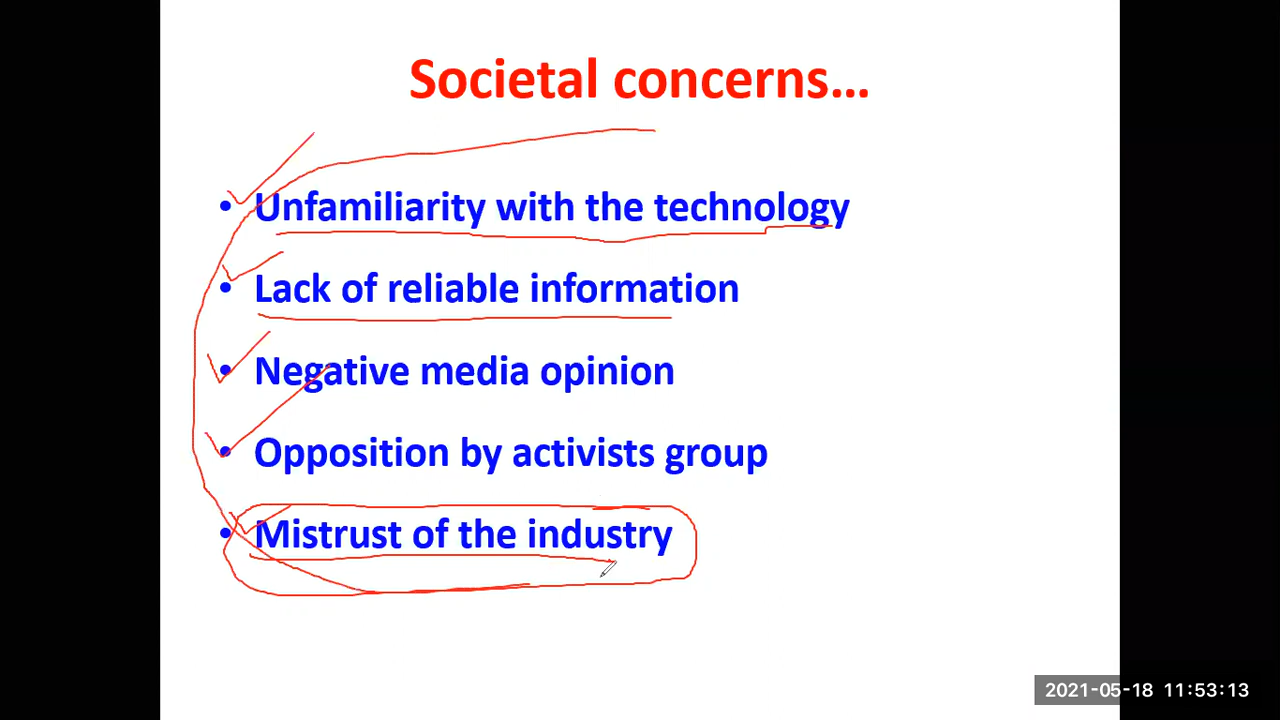 Societal concerns...
• Unfamiliarity with the technology
• Lack of reliable information
• Negative media opinion
• Opposition by activists group
• Mistrust of the industry
2021-05-18 11:53:13